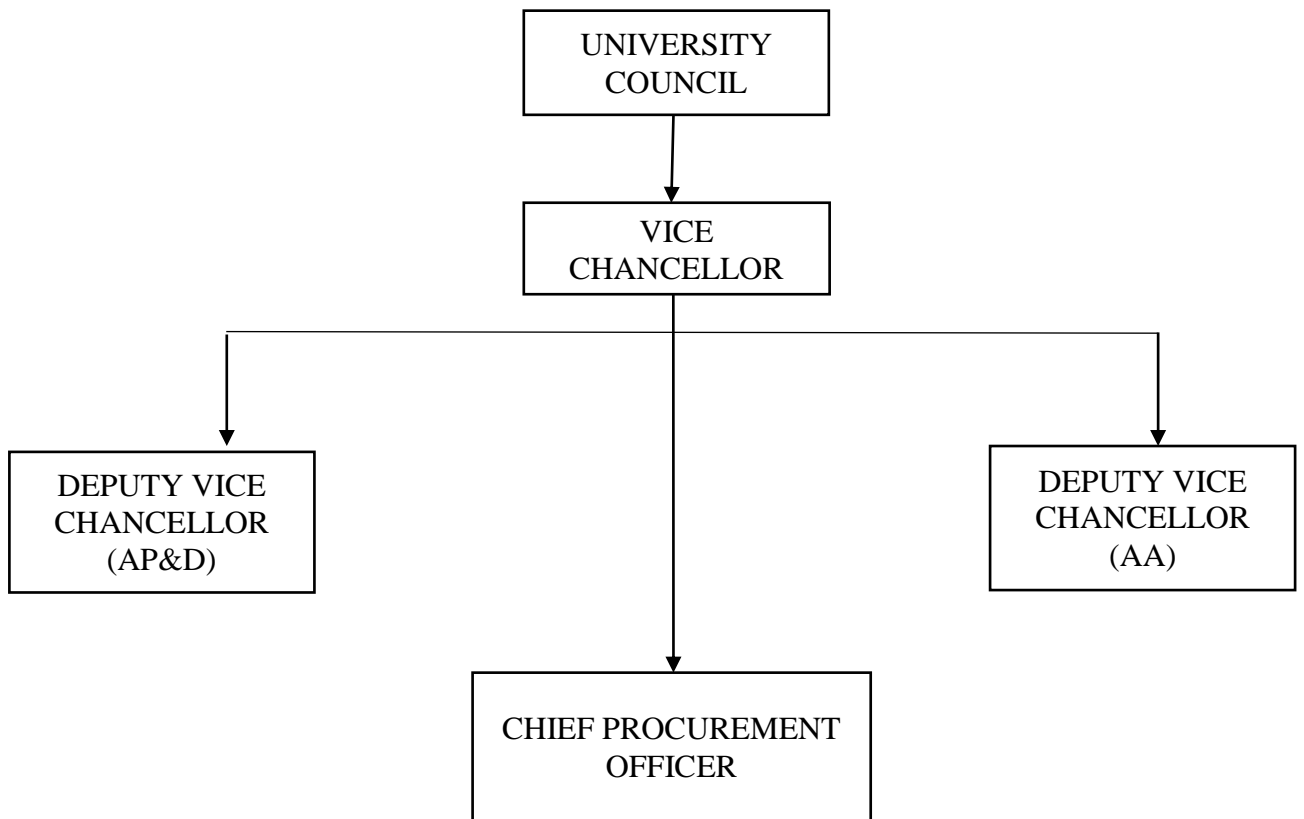 UNIVERSITY
COUNCIL
VICE
CHANCELLOR
DEPUTY VICE
CHANCELLOR
(AP&D)
DEPUTY VICE
CHANCELLOR
(AA)
CHIEF PROCUREMENT
OFFICER